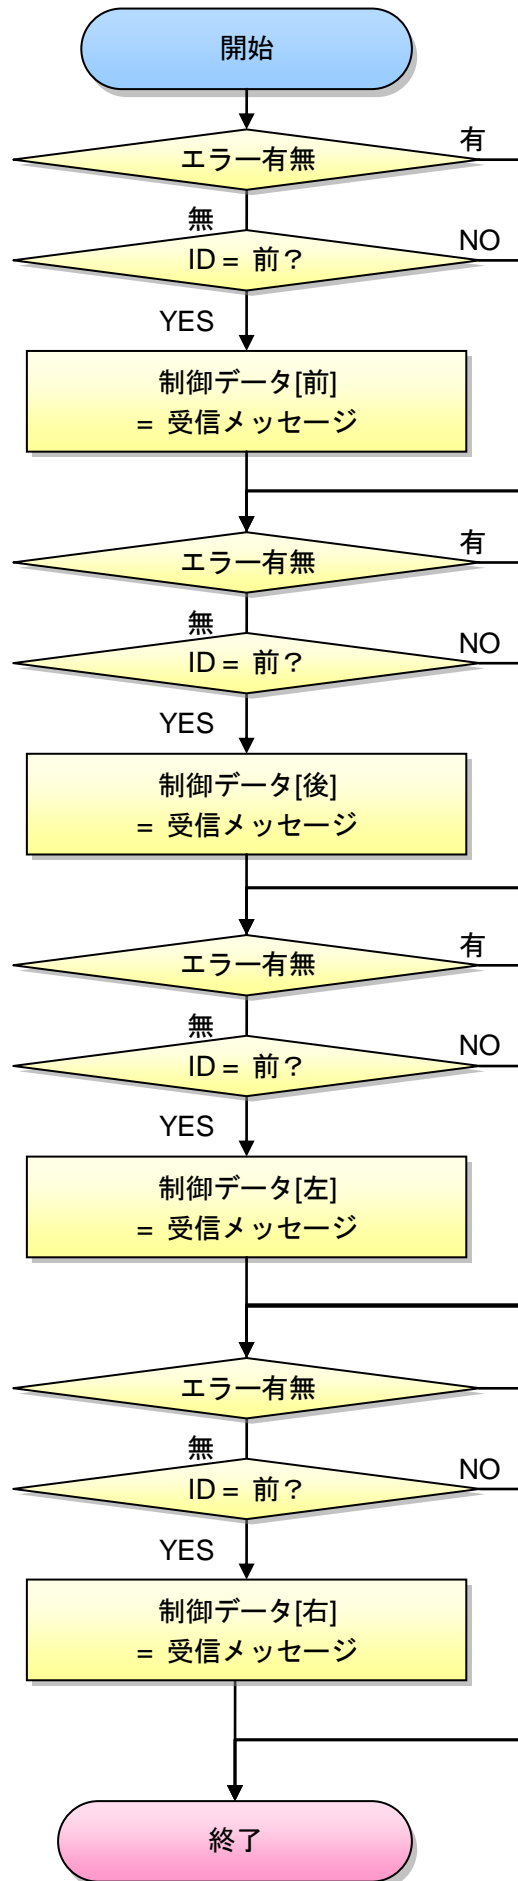 開始
エラー有無
有
無
ID = 前？
NO
YES
制御データ[前]
= 受信メッセージ
エラー有無
有
無
ID = 前？
NO
YES
制御データ[後]
= 受信メッセージ
エラー有無
有
無
ID = 前？
NO
YES
制御データ[左]
= 受信メッセージ
エラー有無
無
ID = 前？
NO
YES
制御データ[右]
= 受信メッセージ
終了